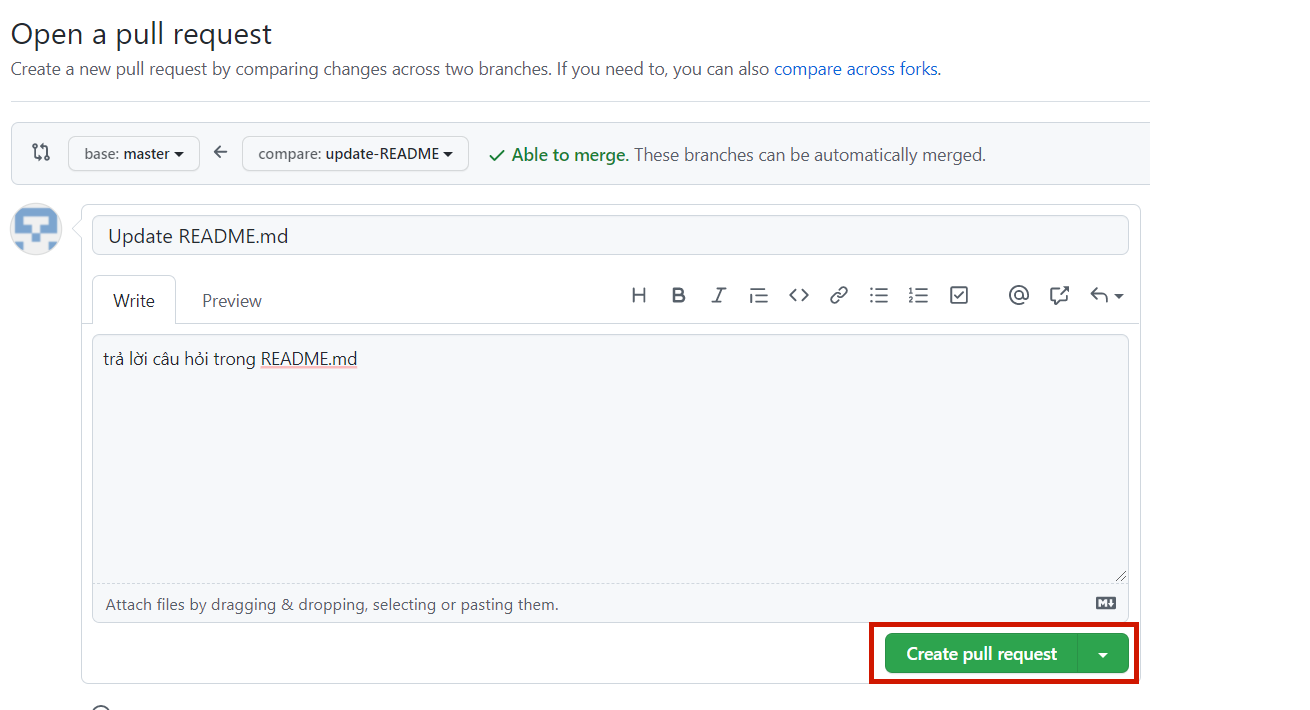 Open a pull request
Create a new pull request by comparing changes across two branches. If you need to, you can also compare across forks.
base: master
compare: update-README
Able to merge. These branches can be automatically merged.
Update README.md
Write
Preview
trả lời câu hỏi trong README.md
Attach files by dragging & dropping, selecting or pasting them.
Create pull request